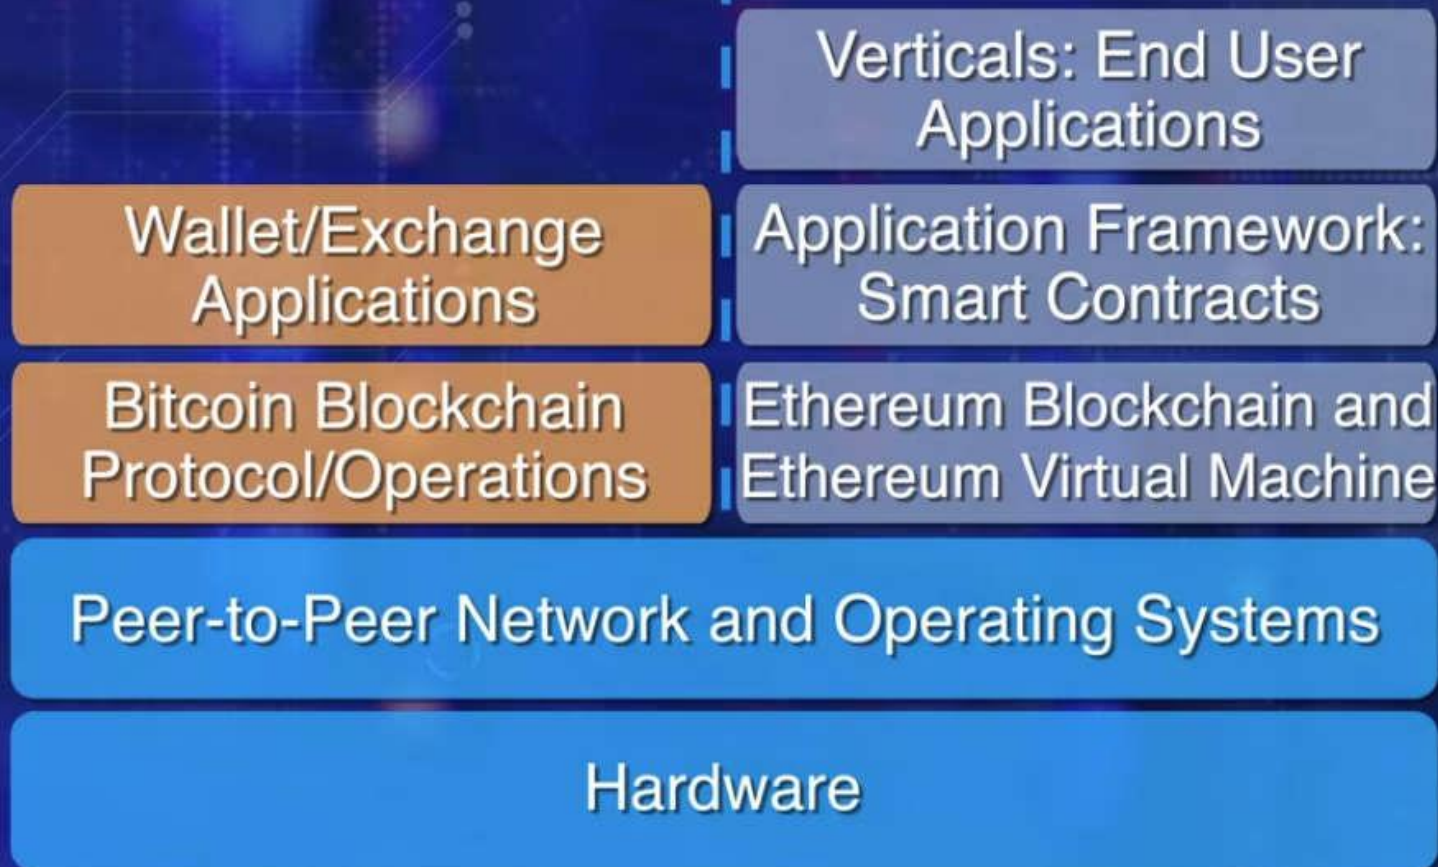 Verticals: End User
Applications
Wallet/Exchange
Applications
Application Framework:
Smart Contracts
Bitcoin Blockchain
Protocol/Operations
Ethereum Blockchain and
Ethereum Virtual Machine
Peer-to-Peer Network and Operating Systems
Hardware